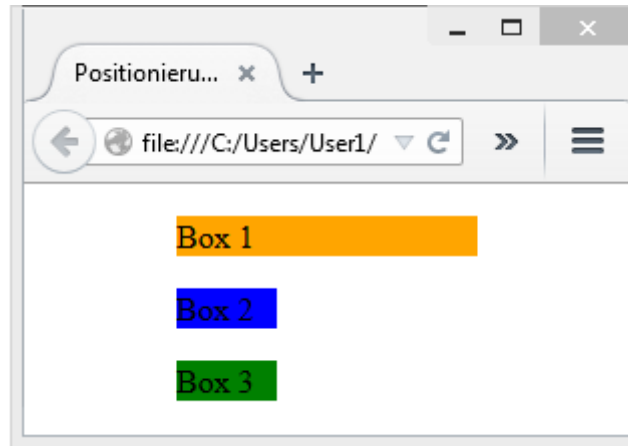 Positionieru...
file:///C:/Users/User1/
Box 1
Box 2
Box 3